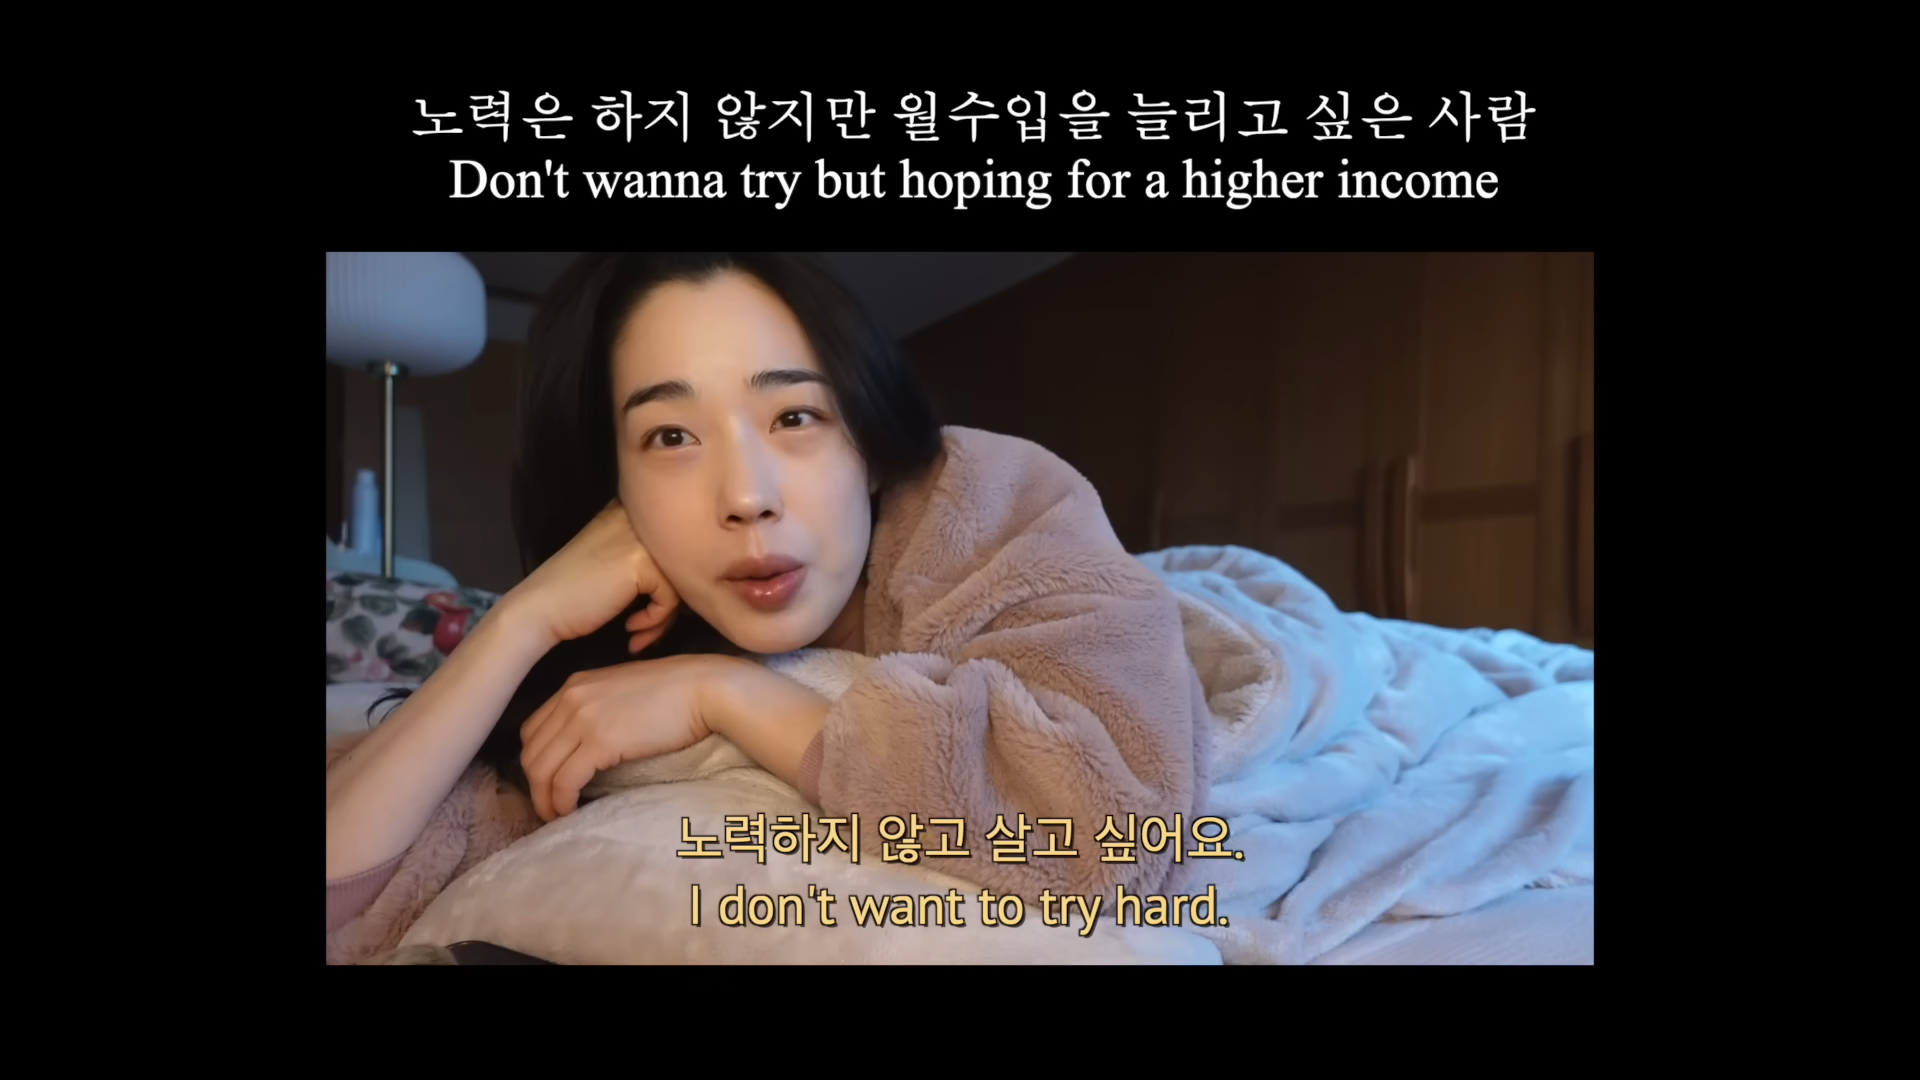 노력은 하지 않지만 월수입을 늘리고 싶은 사람
Don't wanna try but hoping for a higher income
노력하지 않고 살고 싶어요.
I don't want to try hard.